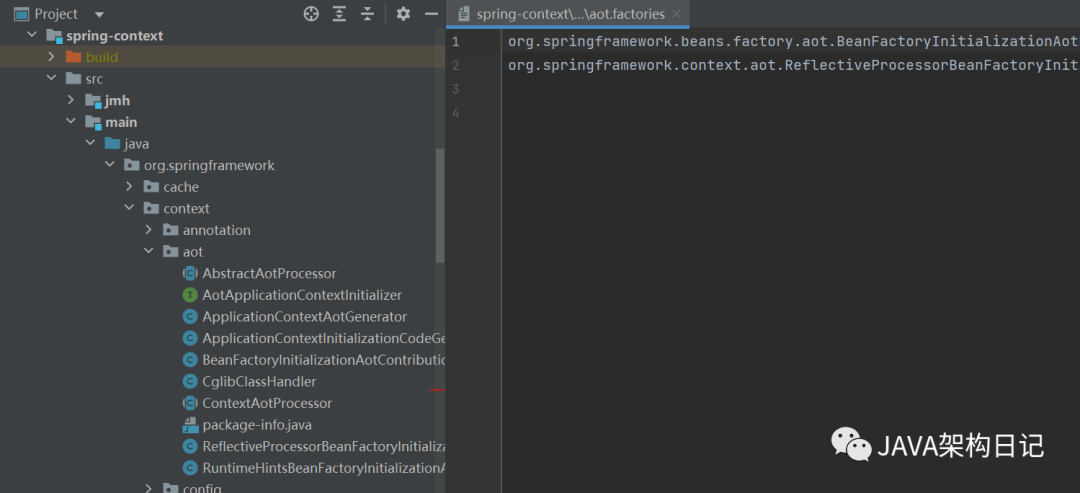 Project
spring-context\...\aot.factories
spring-context
build
src
jmh
main
java
org.springframework
cache
context
annotation
aot
AbstractAotProcessor
AotApplicationContextInitializer
ApplicationContextAotGenerator
ApplicationContextInitializationCodeGe
BeanFactoryInitializationAotContributio
CglibClassHandler
ContextAotProcessor
package-info.java
ReflectiveProcessorBeanFactoryInitializa
RuntimeHintsBeanFactoryInitializationA
config
1 org.springframework.beans.factory.aot.BeanFactoryInitializationAot
2 org.springframework.context.aot.ReflectiveProcessorBeanFactoryInit
3
4
JAVA架构日记